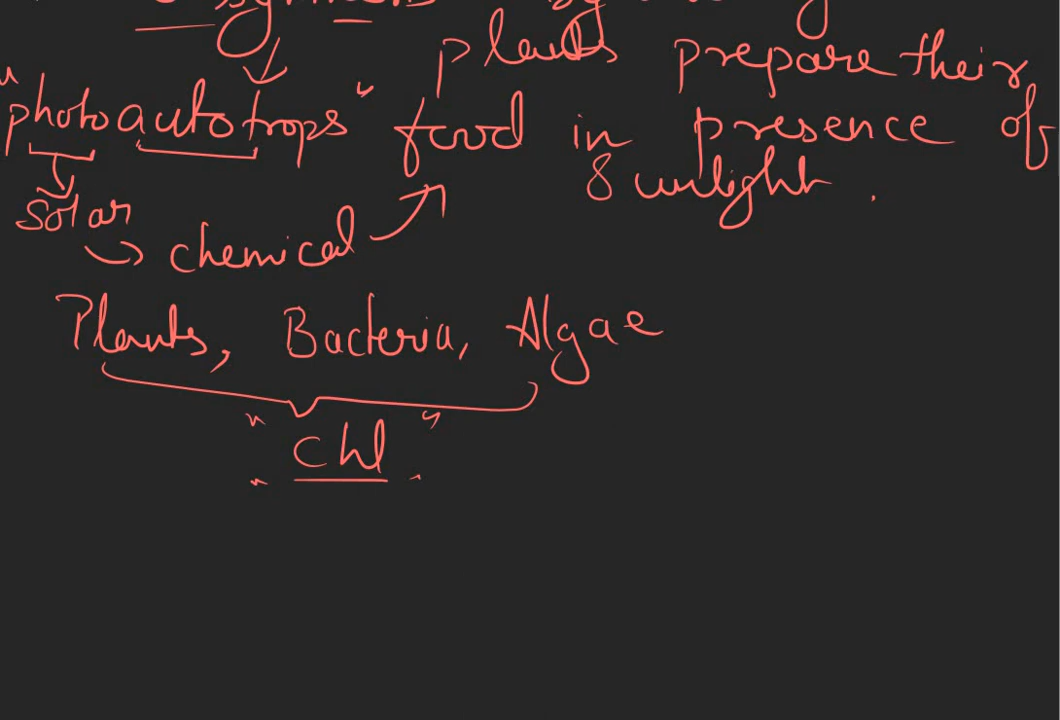 plants prepare their
"photoautotrops" food in presence of
sunlight.
solar
chemical
Plants, Bacteria, Algae
"chl"